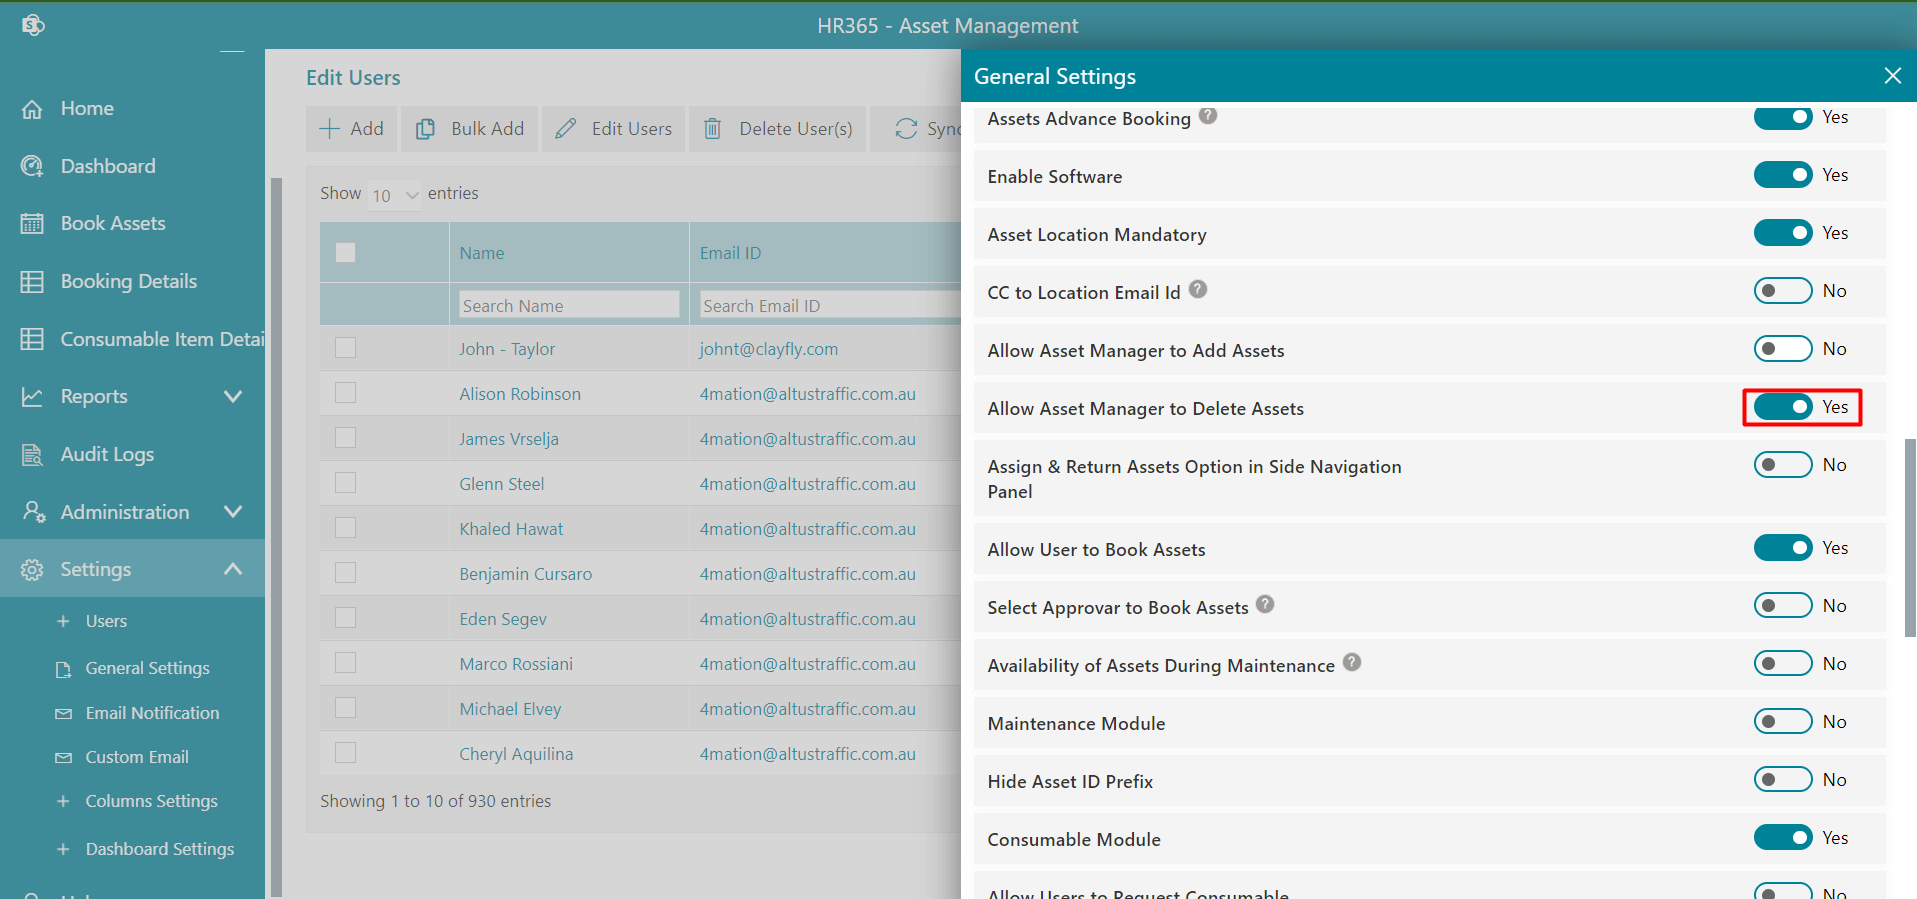 HR365 - Asset Management
Home
Dashboard
Book Assets
Booking Details
Consumable Item Detai
Reports
Audit Logs
Administration
Settings
Users
General Settings
Email Notification
Custom Email
Columns Settings
Dashboard Settings
Edit Users
Add
Bulk Add
Edit Users
Delete User(s)
Sync
Show 10 entries
Name
Email ID
Search Name
Search Email ID
John - Taylor johnt@clayfly.com
Alison Robinson 4mation@altustraffic.com.au
James Vrselja 4mation@altustraffic.com.au
Glenn Steel 4mation@altustraffic.com.au
Khaled Hawat 4mation@altustraffic.com.au
Benjamin Cursaro 4mation@altustraffic.com.au
Eden Segev 4mation@altustraffic.com.au
Marco Rossiani 4mation@altustraffic.com.au
Michael Elvey 4mation@altustraffic.com.au
Cheryl Aquilina 4mation@altustraffic.com.au
Showing 1 to 10 of 930 entries
General Settings
Assets Advance Booking ? Yes
Enable Software Yes
Asset Location Mandatory Yes
CC to Location Email Id ? No
Allow Asset Manager to Add Assets No
Allow Asset Manager to Delete Assets Yes
Assign & Return Assets Option in Side Navigation No
Panel
Allow User to Book Assets Yes
Select Approvar to Book Assets ? No
Availability of Assets During Maintenance ? No
Maintenance Module No
Hide Asset ID Prefix No
Consumable Module Yes
Allow Users to Request Consumable No